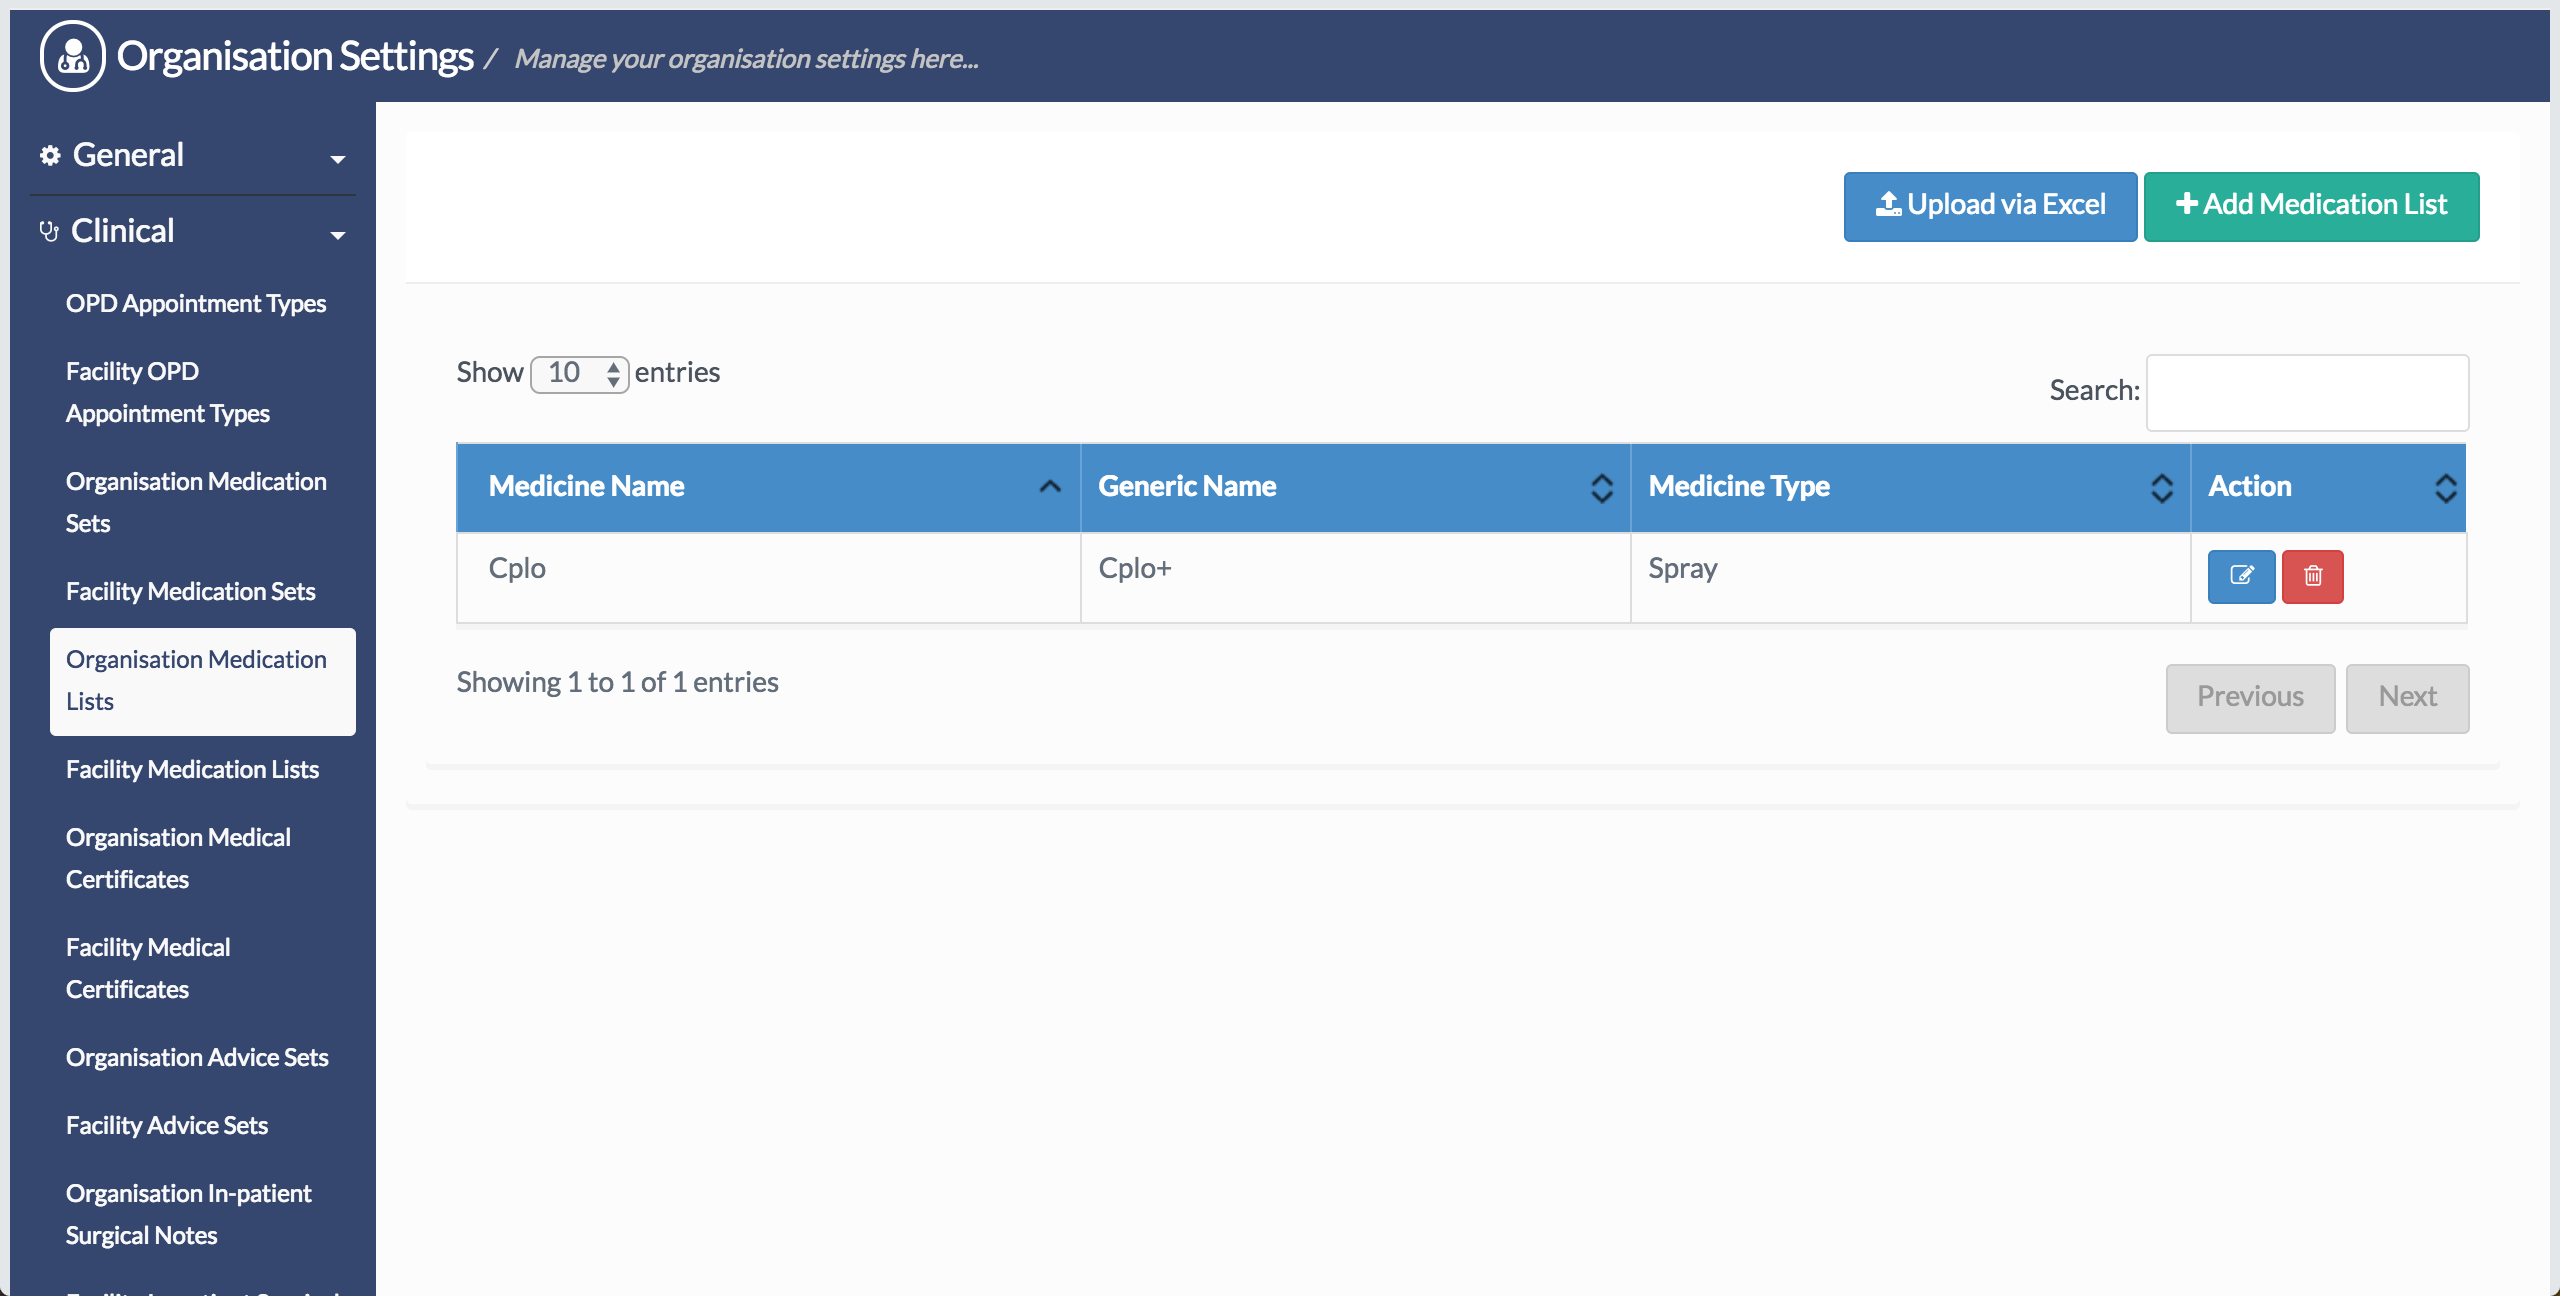 Organisation Settings / Manage your organisation settings here...
General
Clinical
OPD Appointment Types
Facility OPD
Appointment Types
Organisation Medication
Sets
Facility Medication Sets
Organisation Medication
Lists
Facility Medication Lists
Organisation Medical
Certificates
Facility Medical
Certificates
Organisation Advice Sets
Facility Advice Sets
Organisation In-patient
Surgical Notes
Upload via Excel
Add Medication List
Show 10 entries
Search:
Medicine Name Generic Name Medicine Type Action
Cplo Cplo+ Spray
Showing 1 to 1 of 1 entries
Previous Next